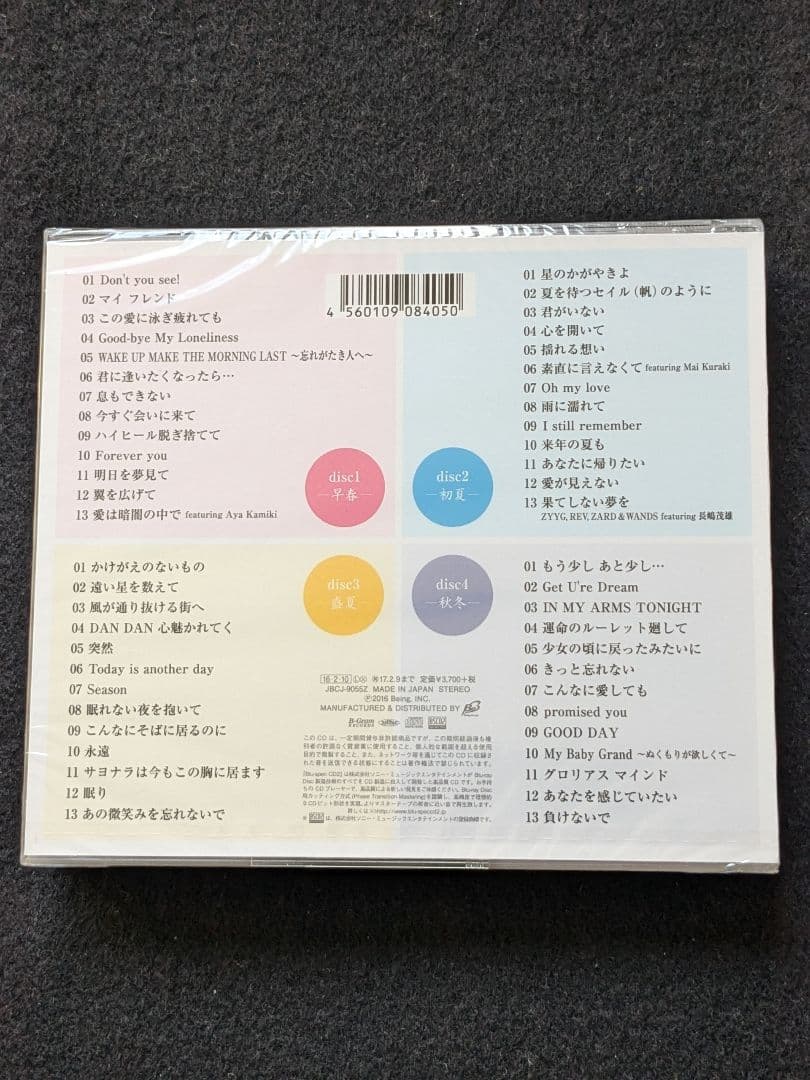 01 Don't you see!
02 マイ フレンド
03 この愛に泳ぎ疲れても
04 Good-bye My Loneliness
05 WAKE UP MAKE THE MORNING LAST 〜忘れがたき人へ〜
06 君に逢いたくなったら…
07 息もできない
08 今すぐ会いに来て
09 ハイヒール脱ぎ捨てて
10 Forever you
11 明日を夢見て
12 翼を広げて
13 愛は暗闇の中で featuring Aya Kamiki
disc1
―早春―
4 560109 084050
01 星のかがやきよ
02 夏を待つセイル(帆)のように
03 君がいない
04 心を開いて
05 揺れる想い
06 素直に言えなくて featuring Mai Kuraki
07 Oh my love
08 雨に濡れて
09 I still remember
10 来年の夏も
11 あなたに帰りたい
12 愛が見えない
13 果てしない夢を
ZYYG, REV, ZARD & WANDS featuring 長嶋茂雄
disc2
―初夏―
01 かけがえのないもの
02 遠い星を数えて
03 風が通り抜ける街へ
04 DAN DAN 心魅かれてく
05 突然
06 Today is another day
07 Season
08 眠れない夜を抱いて
09 こんなにそばに居るのに
10 永遠
11 サヨナラは今もこの胸に居ます
12 眠り
13 あの微笑みを忘れないで
disc3
―盛夏―
disc4
―秋冬―
01 もう少し あと少し…
02 Get U're Dream
03 IN MY ARMS TONIGHT
04 運命のルーレット廻して
05 少女の頃に戻ったみたいに
06 きっと忘れない
07 こんなに愛しても
08 promised you
09 GOOD DAY
10 My Baby Grand 〜ぬくもりが欲しくて〜
11 グロリアス マインド
12 あなたを感じていたい
13 負けないで
16・2・10 17.2.9まで 定価¥3,700+税
JBCJ-9055Z MADE IN JAPAN STEREO
Ⓟ2016 Being, INC.
MANUFACTURED & DISTRIBUTED BY
B-Gram RECORDS